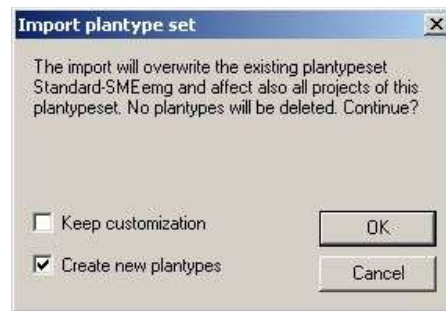 Import plantype set
The import will overwrite the existing plantypeset
Standard-SMEemg and affect also all projects of this
plantypeset. No plantypes will be deleted. Continue?
Keep customization
OK
Create new plantypes
Cancel